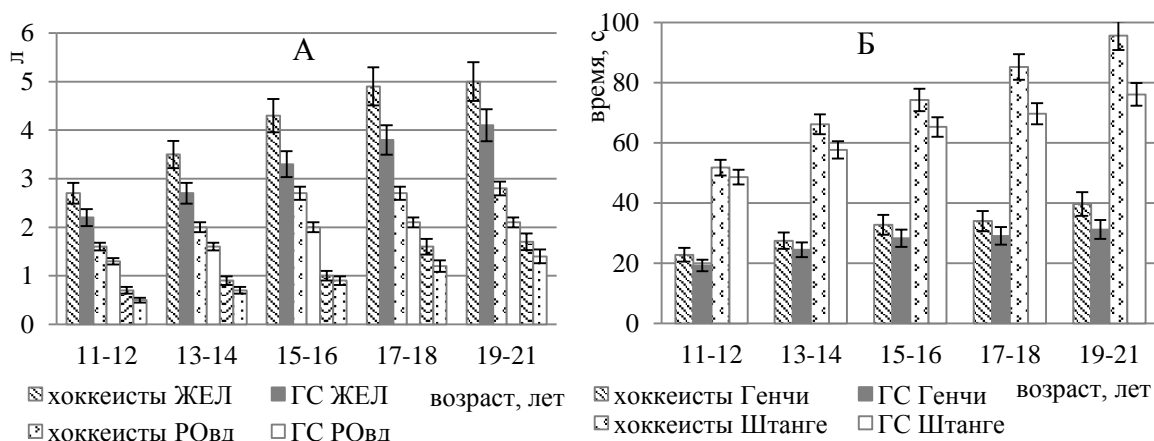 А
л
6
5
4
3
2
1
0
11-12 13-14 15-16 17-18 19-21
хоккеисты ЖЕЛ ГС ЖЕЛ возраст, лет
хоккеисты РОвд ГС РОвд
Б
время, с
100
80
60
40
20
0
11-12 13-14 15-16 17-18 19-21
хоккеисты Генчи ГС Генчи возраст, лет
хоккеисты Штанге ГС Штанге